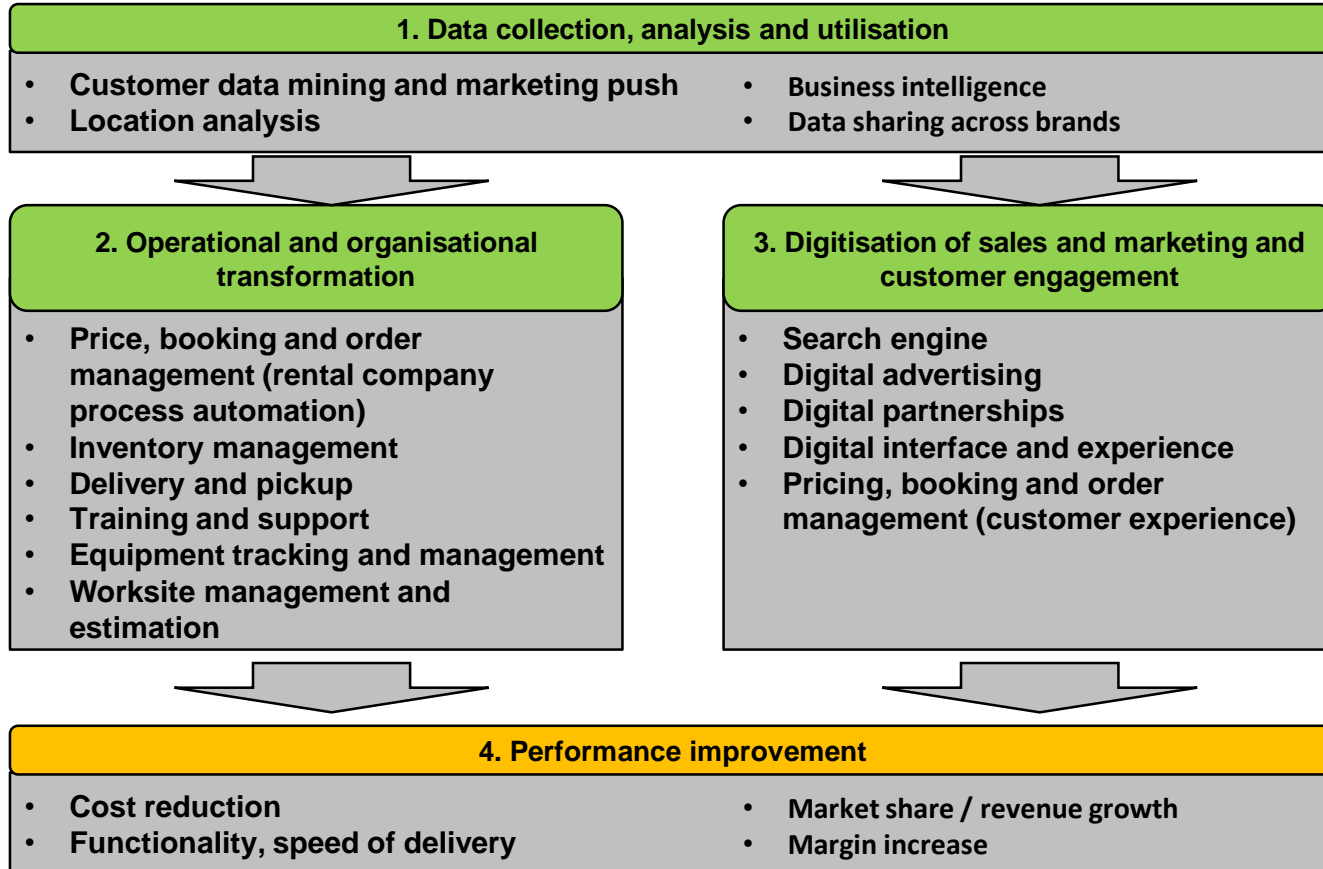 1. Data collection, analysis and utilisation
• Customer data mining and marketing push
• Location analysis
• Business intelligence
• Data sharing across brands
2. Operational and organisational
transformation
• Price, booking and order
management (rental company
process automation)
• Inventory management
• Delivery and pickup
• Training and support
• Equipment tracking and management
• Worksite management and
estimation
3. Digitisation of sales and marketing and
customer engagement
• Search engine
• Digital advertising
• Digital partnerships
• Digital interface and experience
• Pricing, booking and order
management (customer experience)
4. Performance improvement
• Cost reduction
• Functionality, speed of delivery
• Market share / revenue growth
• Margin increase